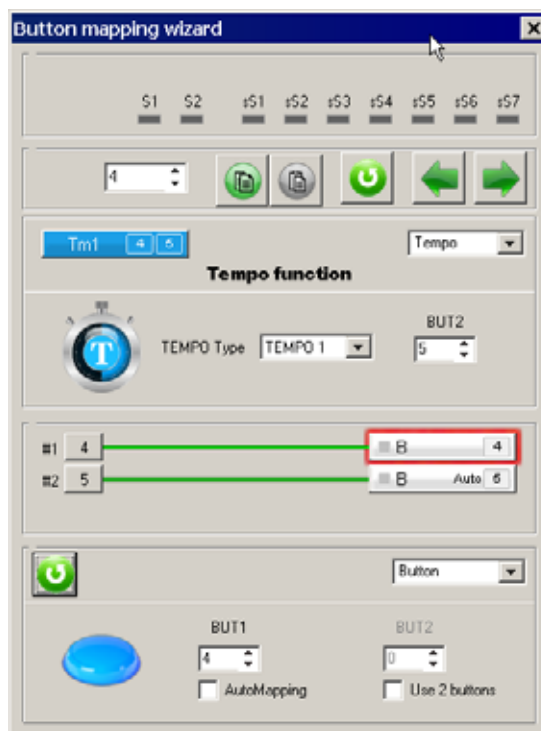 Button mapping wizard
S1 S2 sS1 sS2 sS3 sS4 sS5 sS6 sS7
4
Tm1 4 5 Tempo
Tempo function
T
BUT2
TEMPO Type TEMPO 1 5
#1 4 B 4
#2 5 B Auto 6
Button
BUT1 BUT2
4 0
AutoMapping Use 2 buttons